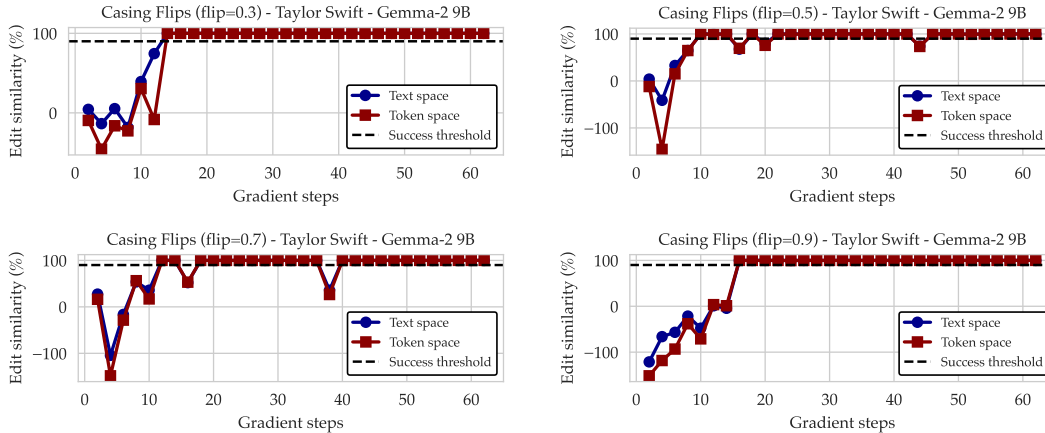 Casing Flips (flip=0.3) - Taylor Swift - Gemma-2 9B
Edit similarity (%)
100
0
Text space
Token space
Success threshold
0 10 20 30 40 50 60
Gradient steps
Casing Flips (flip=0.5) - Taylor Swift - Gemma-2 9B
Edit similarity (%)
100
0
−100
Text space
Token space
Success threshold
0 10 20 30 40 50 60
Gradient steps
Casing Flips (flip=0.7) - Taylor Swift - Gemma-2 9B
Edit similarity (%)
100
0
−100
Text space
Token space
Success threshold
0 10 20 30 40 50 60
Gradient steps
Casing Flips (flip=0.9) - Taylor Swift - Gemma-2 9B
Edit similarity (%)
100
0
−100
Text space
Token space
Success threshold
0 10 20 30 40 50 60
Gradient steps